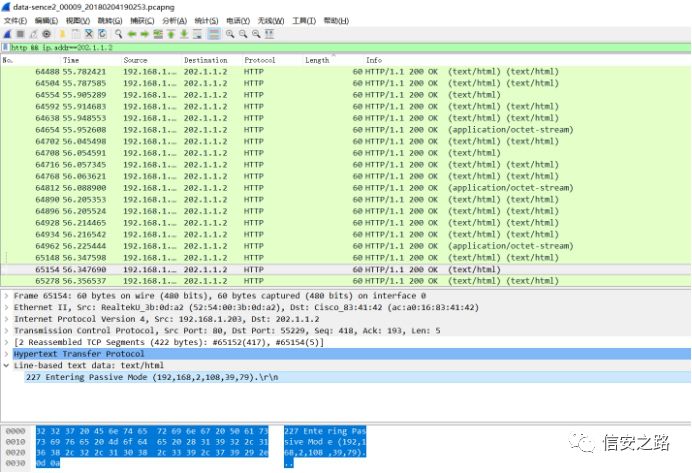 data-sence2_00009_20180204190253.pcapng
文件(F) 编辑(E) 视图(V) 跳转(G) 捕获(C) 分析(A) 统计(S) 电话(Y) 无线(W) 工具(T) 帮助(H)
http && ip.addr==202.1.1.2
No. Time Source Destination Protocol Length Info
64488 55.782421 192.168.1.… 202.1.1.2 HTTP 60 HTTP/1.1 200 OK (text/html) (text/html)
64504 55.787585 192.168.1.… 202.1.1.2 HTTP 60 HTTP/1.1 200 OK (text/html) (text/html)
64554 55.905289 192.168.1.… 202.1.1.2 HTTP 60 HTTP/1.1 200 OK (text/html)
64592 55.914683 192.168.1.… 202.1.1.2 HTTP 60 HTTP/1.1 200 OK (text/html) (text/html)
64638 55.948553 192.168.1.… 202.1.1.2 HTTP 60 HTTP/1.1 200 OK (text/html) (text/html)
64654 55.952608 192.168.1.… 202.1.1.2 HTTP 60 HTTP/1.1 200 OK (application/octet-stream)
64702 56.045498 192.168.1.… 202.1.1.2 HTTP 60 HTTP/1.1 200 OK (text/html) (text/html)
64708 56.054591 192.168.1.… 202.1.1.2 HTTP 60 HTTP/1.1 200 OK (text/html)
64716 56.057345 192.168.1.… 202.1.1.2 HTTP 60 HTTP/1.1 200 OK (text/html) (text/html)
64768 56.063621 192.168.1.… 202.1.1.2 HTTP 60 HTTP/1.1 200 OK (text/html) (text/html)
64812 56.088900 192.168.1.… 202.1.1.2 HTTP 60 HTTP/1.1 200 OK (application/octet-stream)
64890 56.205353 192.168.1.… 202.1.1.2 HTTP 60 HTTP/1.1 200 OK (text/html) (text/html)
64896 56.205524 192.168.1.… 202.1.1.2 HTTP 60 HTTP/1.1 200 OK (text/html) (text/html)
64928 56.214465 192.168.1.… 202.1.1.2 HTTP 60 HTTP/1.1 200 OK (text/html) (text/html)
64934 56.216542 192.168.1.… 202.1.1.2 HTTP 60 HTTP/1.1 200 OK (text/html) (text/html)
64962 56.225444 192.168.1.… 202.1.1.2 HTTP 60 HTTP/1.1 200 OK (application/octet-stream)
65148 56.347598 192.168.1.… 202.1.1.2 HTTP 60 HTTP/1.1 200 OK (text/html) (text/html)
65154 56.347690 192.168.1.… 202.1.1.2 HTTP 60 HTTP/1.1 200 OK (text/html)
65278 56.356537 192.168.1.… 202.1.1.2 HTTP 60 HTTP/1.1 200 OK (text/html) (text/html)
Frame 65154: 60 bytes on wire (480 bits), 60 bytes captured (480 bits) on interface 0
Ethernet II, Src: RealtekU_3b:0d:a2 (52:54:00:3b:0d:a2), Dst: Cisco_83:41:42 (ac:a0:16:83:41:42)
Internet Protocol Version 4, Src: 192.168.1.203, Dst: 202.1.1.2
Transmission Control Protocol, Src Port: 80, Dst Port: 55229, Seq: 418, Ack: 193, Len: 5
[2 Reassembled TCP Segments (422 bytes): #65152(417), #65154(5)]
Hypertext Transfer Protocol
Line-based text data: text/html
227 Entering Passive Mode (192,168,2,108,39,79).\r\n
0000 32 32 37 20 45 6e 74 65 72 69 6e 67 20 50 61 73 227 Ente ring Pas
0010 73 69 76 65 20 4d 6f 64 65 20 28 31 39 32 2c 31 sive Mod e (192,1
0020 36 38 2c 32 2c 31 30 38 2c 33 39 2c 37 39 29 2e 68,2,108 ,39,79).
0030 0d 0a ..
信安之路